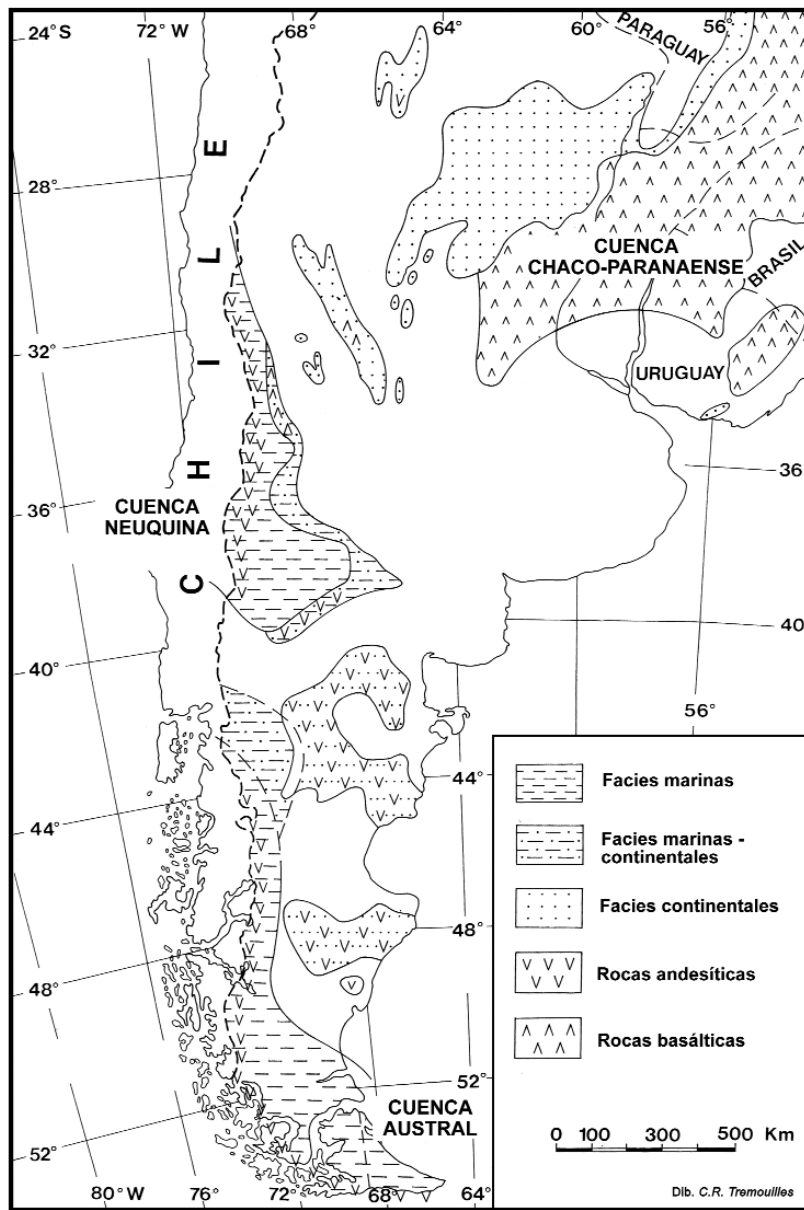 24°S
72° W
68°
64°
60°
56°
PARAGUAY
28°
32°
36°
40°
44°
48°
52°
CHILE
CUENCA
CHACO-PARANAENSE
BRASIL
URUGUAY
36
CUENCA
NEUQUINA
40
56°
44°
48°
52°
CUENCA
AUSTRAL
80°W
76°
72°
68°
64°
Facies marinas
Facies marinas -
continentales
Facies continentales
Rocas andesíticas
Rocas basálticas
0 100 300 500 Km
Dib. C.R. Tremouilles